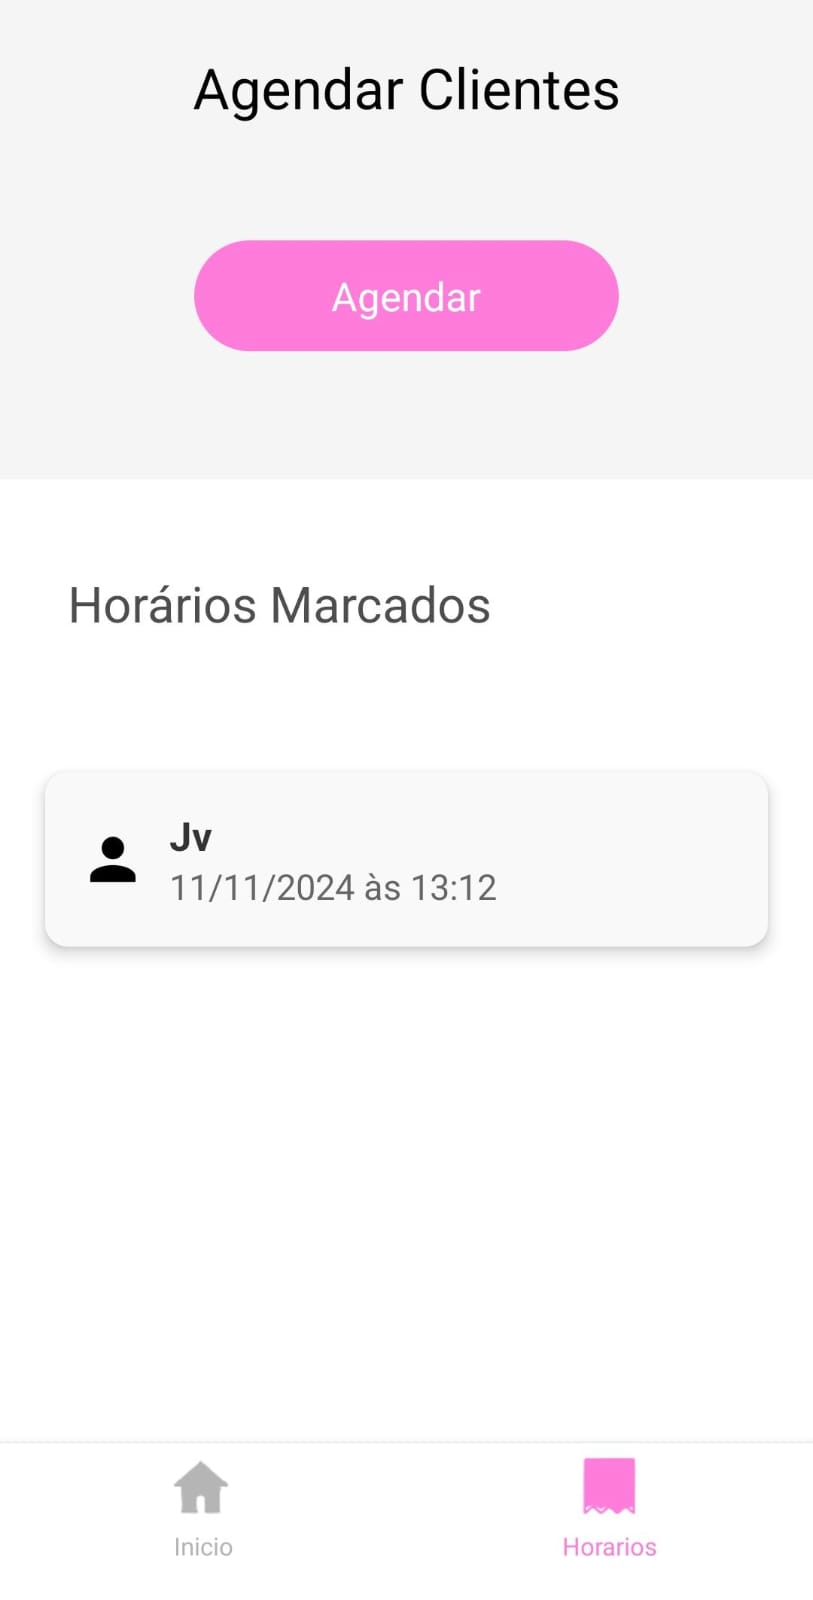 Agendar Clientes
Agendar
Horários Marcados
Jv
11/11/2024 às 13:12
Inicio
Horarios